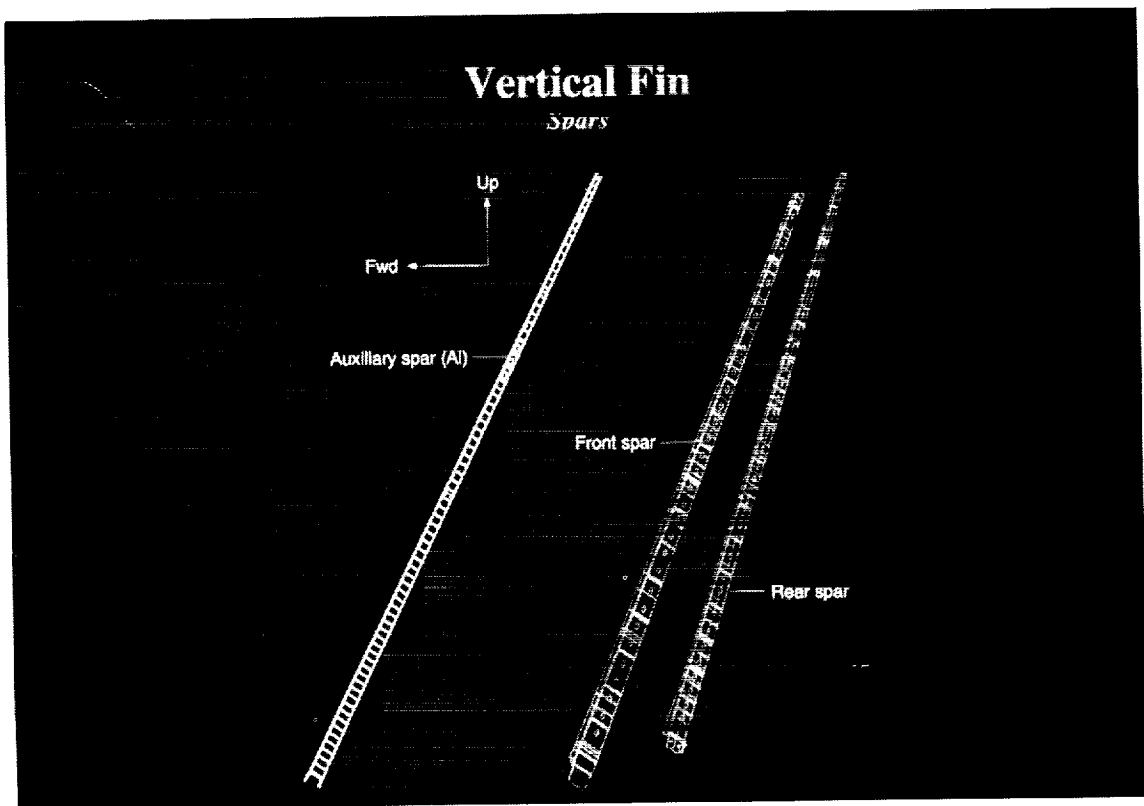 Vertical Fin
Spars
Up
Fwd
Auxiliary spar (Al)
Front spar
Rear spar